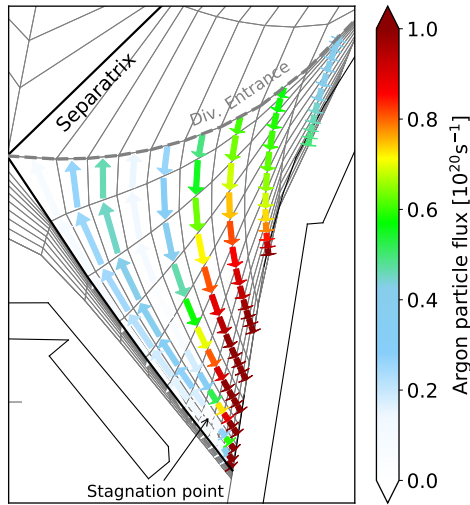 Separatrix
Div. Entrance
Stagnation point
1.0
0.8
0.6
0.4
0.2
0.0
Argon particle flux [10²⁰s⁻¹]